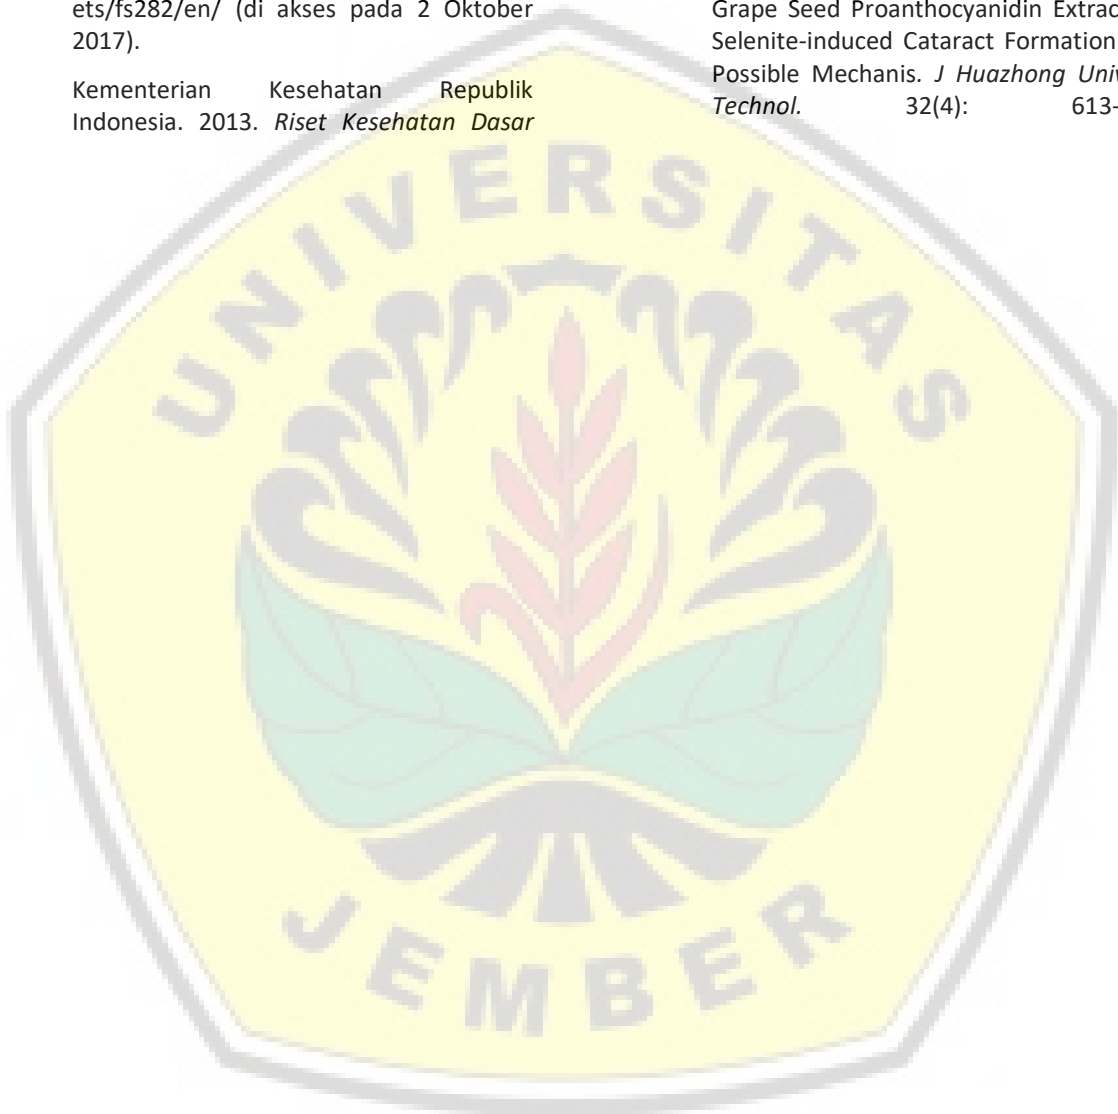 ets/fs282/en/ (di akses pada 2 Oktober
2017).
Kementerian Kesehatan Republik
Indonesia. 2013. Riset Kesehatan Dasar
Grape Seed Proanthocyanidin Extrac
Selenite-induced Cataract Formation
Possible Mechanis. J Huazhong Univ
Technol. 32(4): 613-
UNIVERSITAS
JEMBER